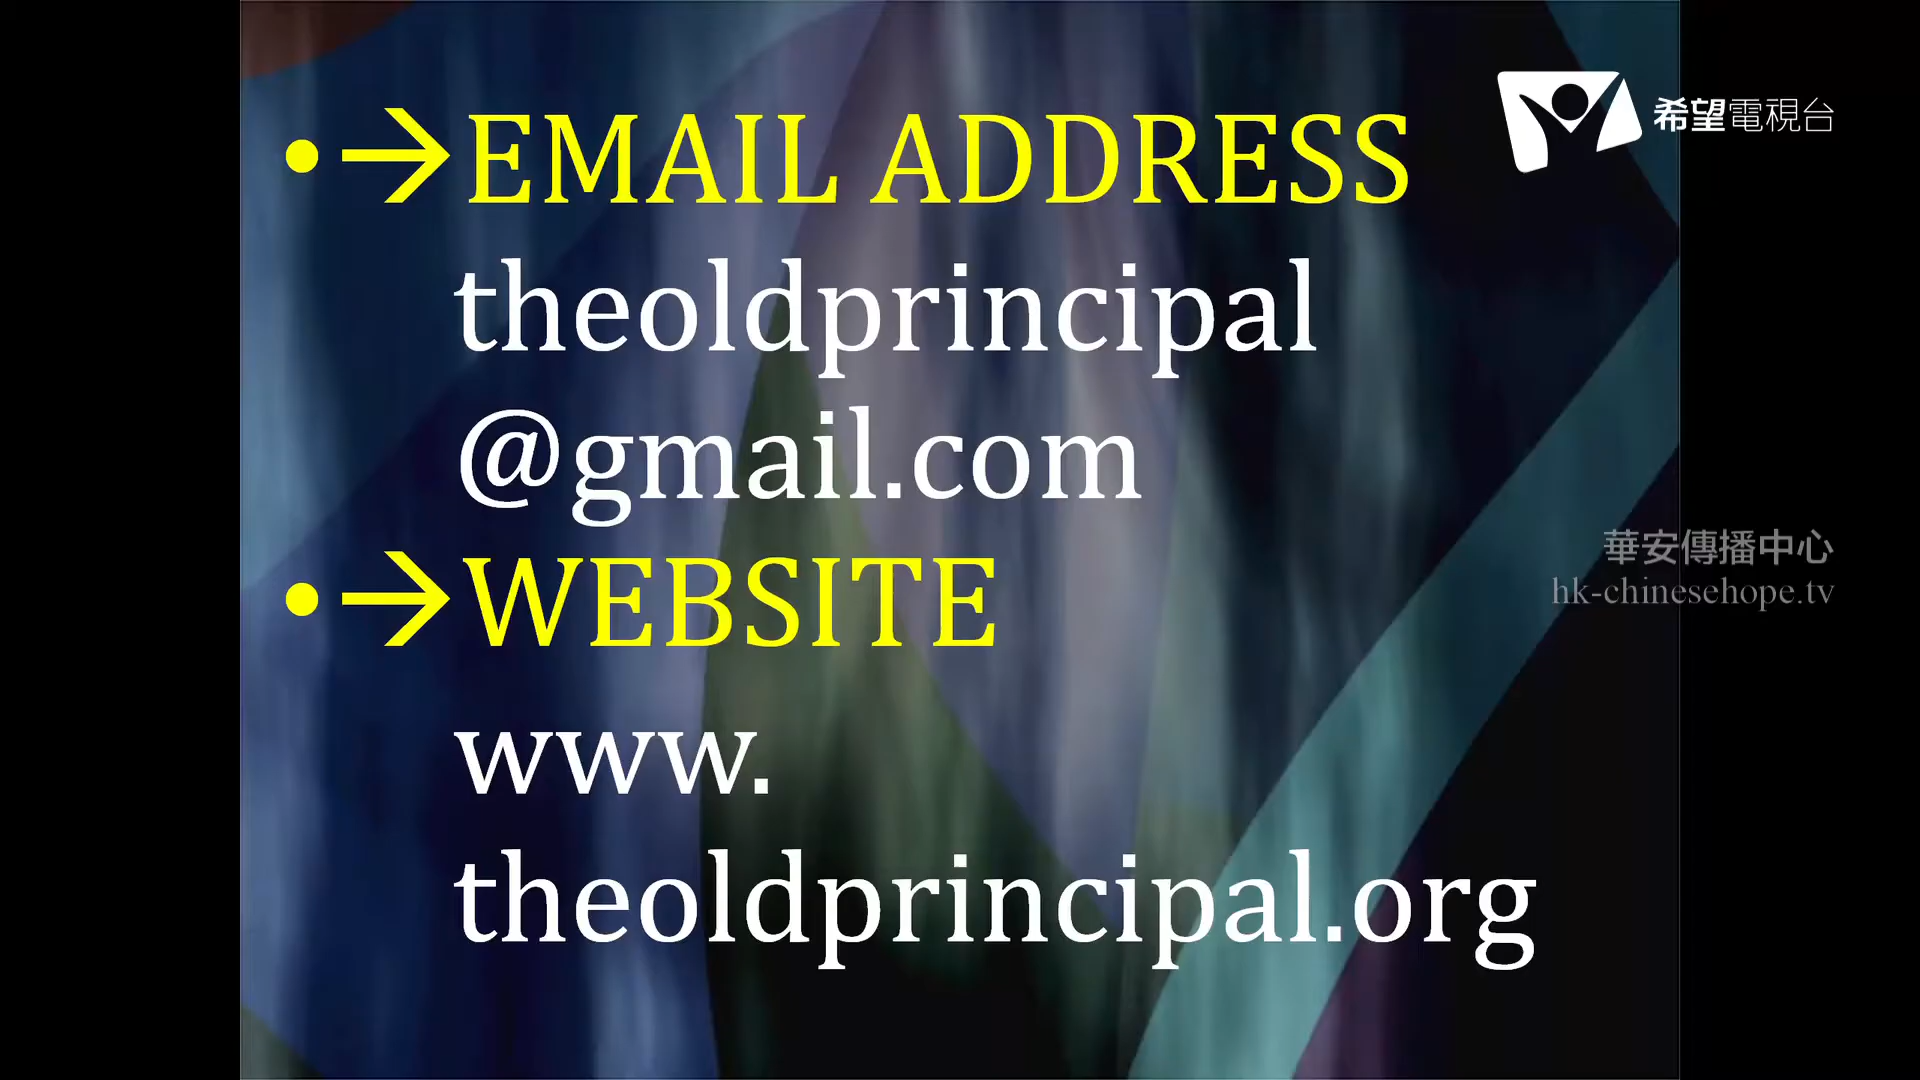 希望電視台
• → EMAIL ADDRESS
theoldprincipal
@gmail.com
華安傳播中心
hk-chinesehope.tv
• → WEBSITE
www.
theoldprincipal.org